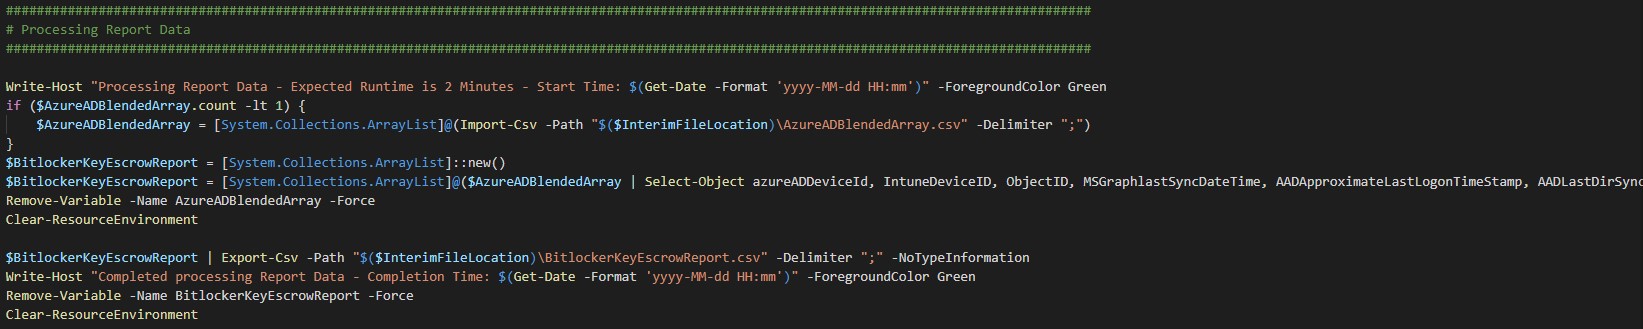 #############################################################################################################################################
# Processing Report Data
#############################################################################################################################################
Write-Host "Processing Report Data - Expected Runtime is 2 Minutes - Start Time: $(Get-Date -Format 'yyyy-MM-dd HH:mm')" -ForegroundColor Green
if ($AzureADBlendedArray.count -lt 1) {
    $AzureADBlendedArray = [System.Collections.ArrayList]@(Import-Csv -Path "$($InterimFileLocation)\AzureADBlendedArray.csv" -Delimiter ";")
}
$BitlockerKeyEscrowReport = [System.Collections.ArrayList]::new()
$BitlockerKeyEscrowReport = [System.Collections.ArrayList]@($AzureADBlendedArray | Select-Object azureADDeviceId, IntuneDeviceID, ObjectID, MSGraphlastSyncDateTime, AADApproximateLastLogonTimeStamp, AADLastDirSync
Remove-Variable -Name AzureADBlendedArray -Force
Clear-ResourceEnvironment
$BitlockerKeyEscrowReport | Export-Csv -Path "$($InterimFileLocation)\BitlockerKeyEscrowReport.csv" -Delimiter ";" -NoTypeInformation
Write-Host "Completed processing Report Data - Completion Time: $(Get-Date -Format 'yyyy-MM-dd HH:mm')" -ForegroundColor Green
Remove-Variable -Name BitlockerKeyEscrowReport -Force
Clear-ResourceEnvironment